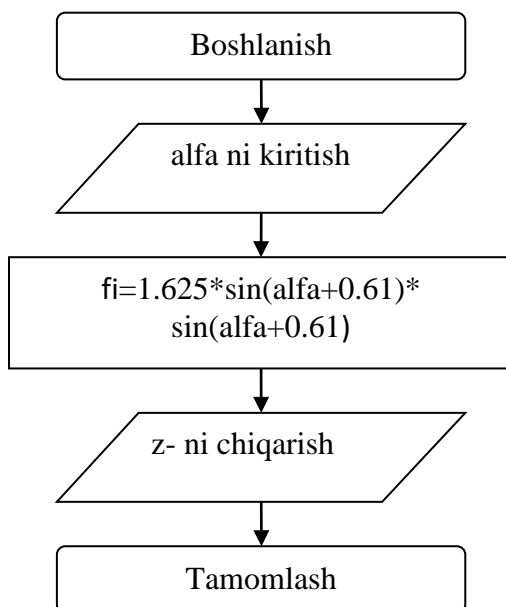 Boshlanish
alfa ni kiritish
fi=1.625*sin(alfa+0.61)*
sin(alfa+0.61)
z- ni chiqarish
Tamomlash